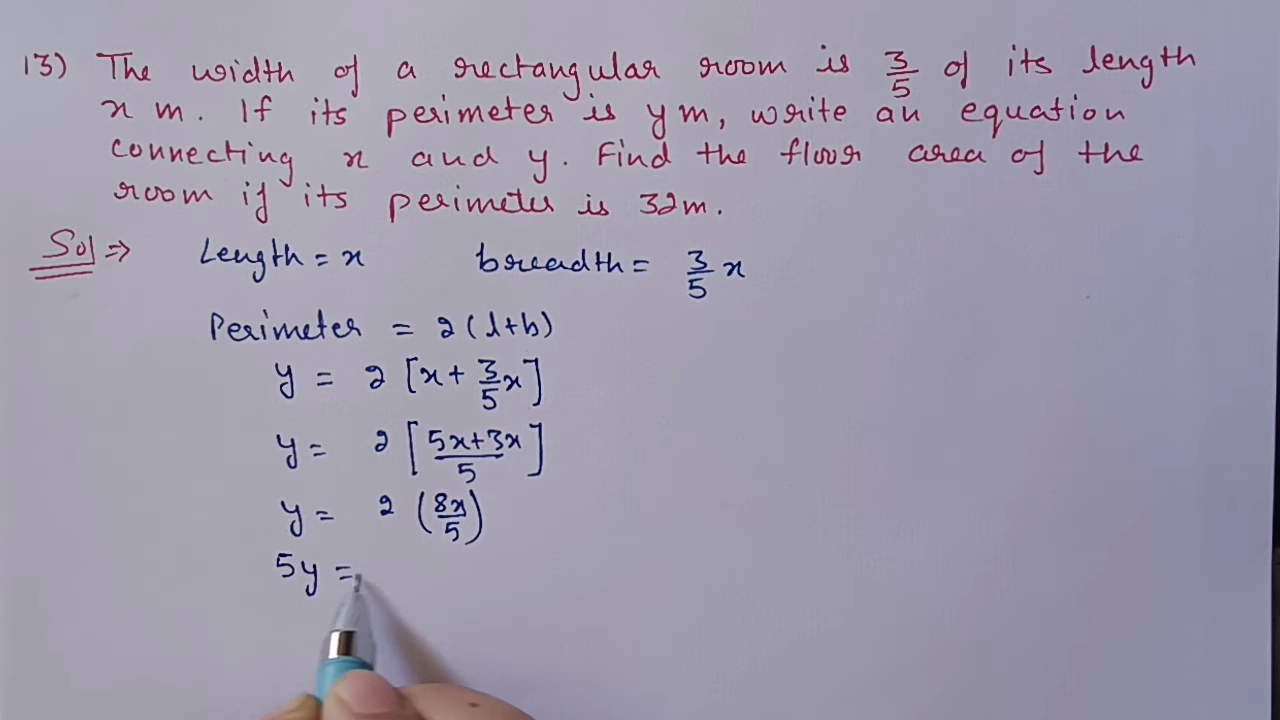 13) The width of a rectangular room is 3/5 of its length
x m. If its perimeter is y m, write an equation
connecting x and y. Find the floor area of the
room if its perimeter is 32m.
Sol ⇒ Length = x breadth = 3/5 x
Perimeter = 2(l+b)
y = 2 [x + 3/5 x]
y = 2 [5x+3x/5]
y = 2 (8x/5)
5y =